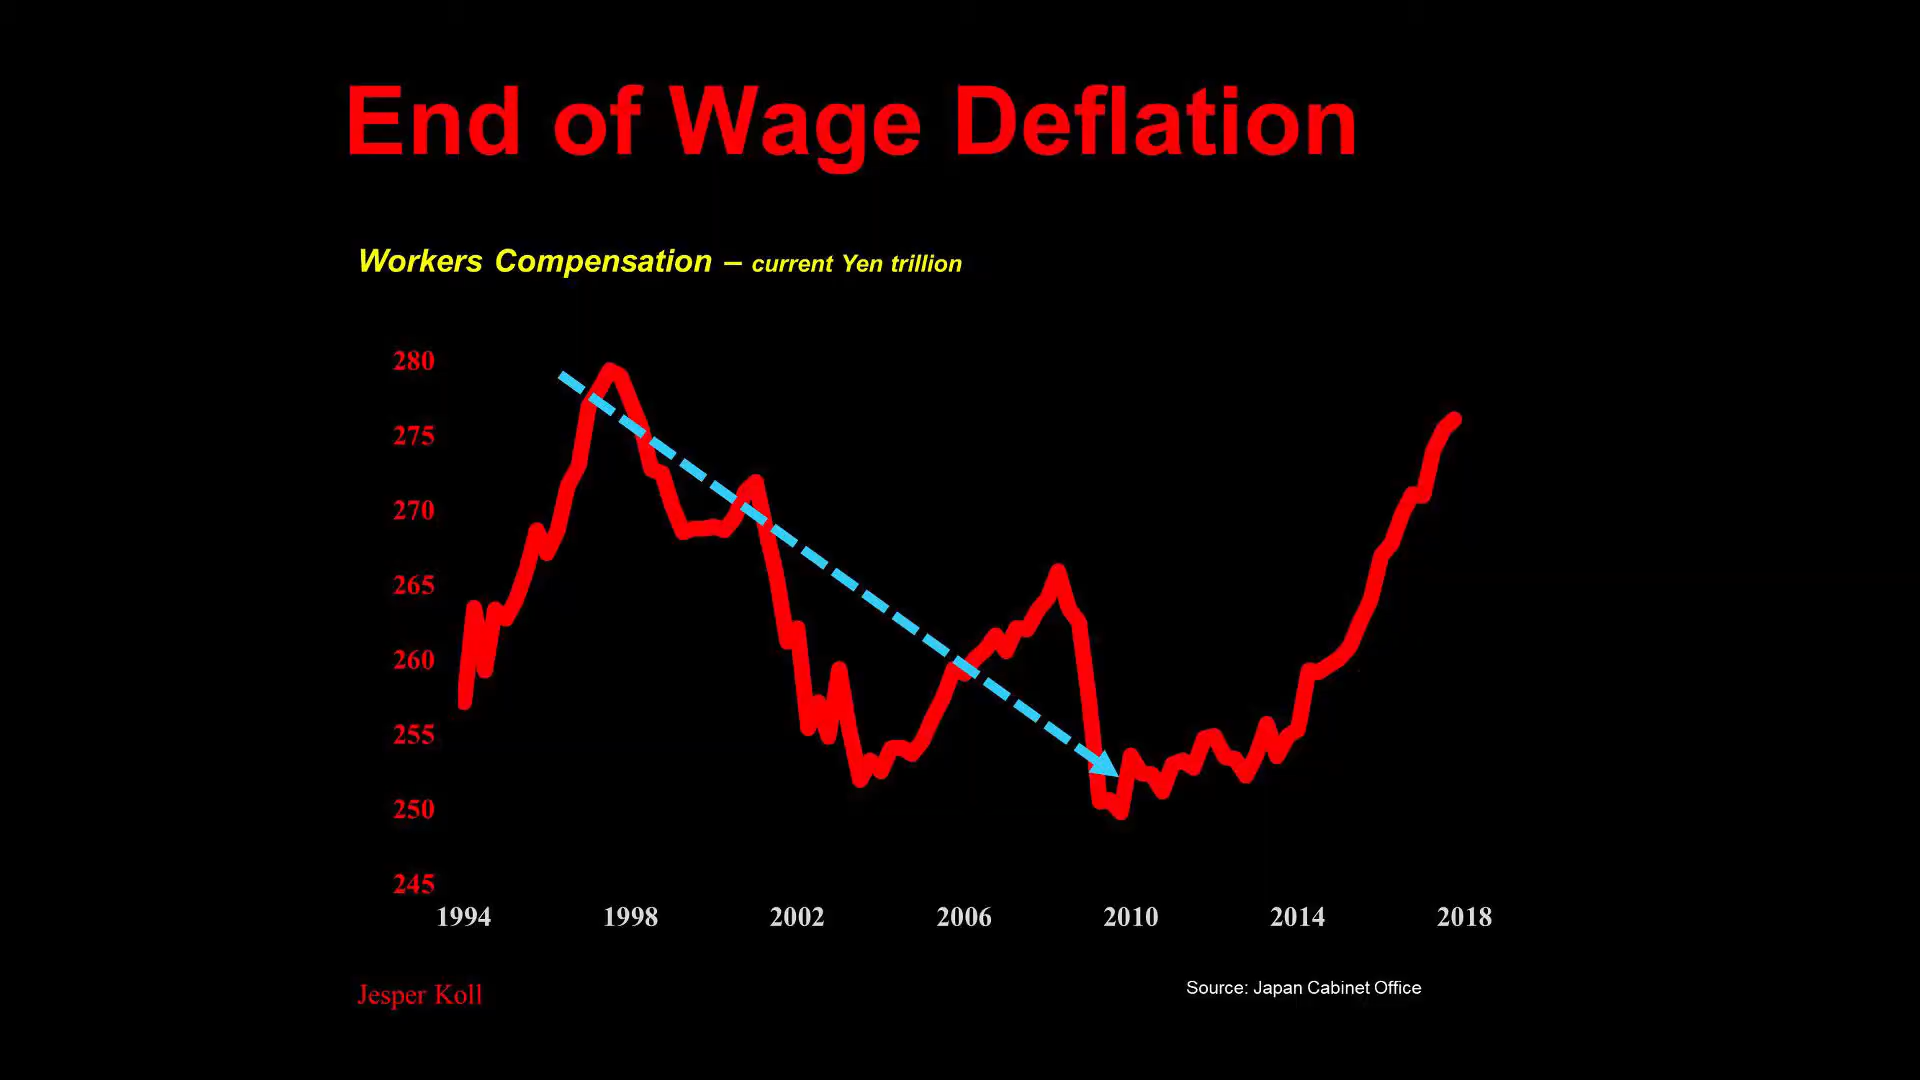 End of Wage Deflation
Workers Compensation – current Yen trillion
280
275
270
265
260
255
250
245
1994 1998 2002 2006 2010 2014 2018
Jesper Koll
Source: Japan Cabinet Office